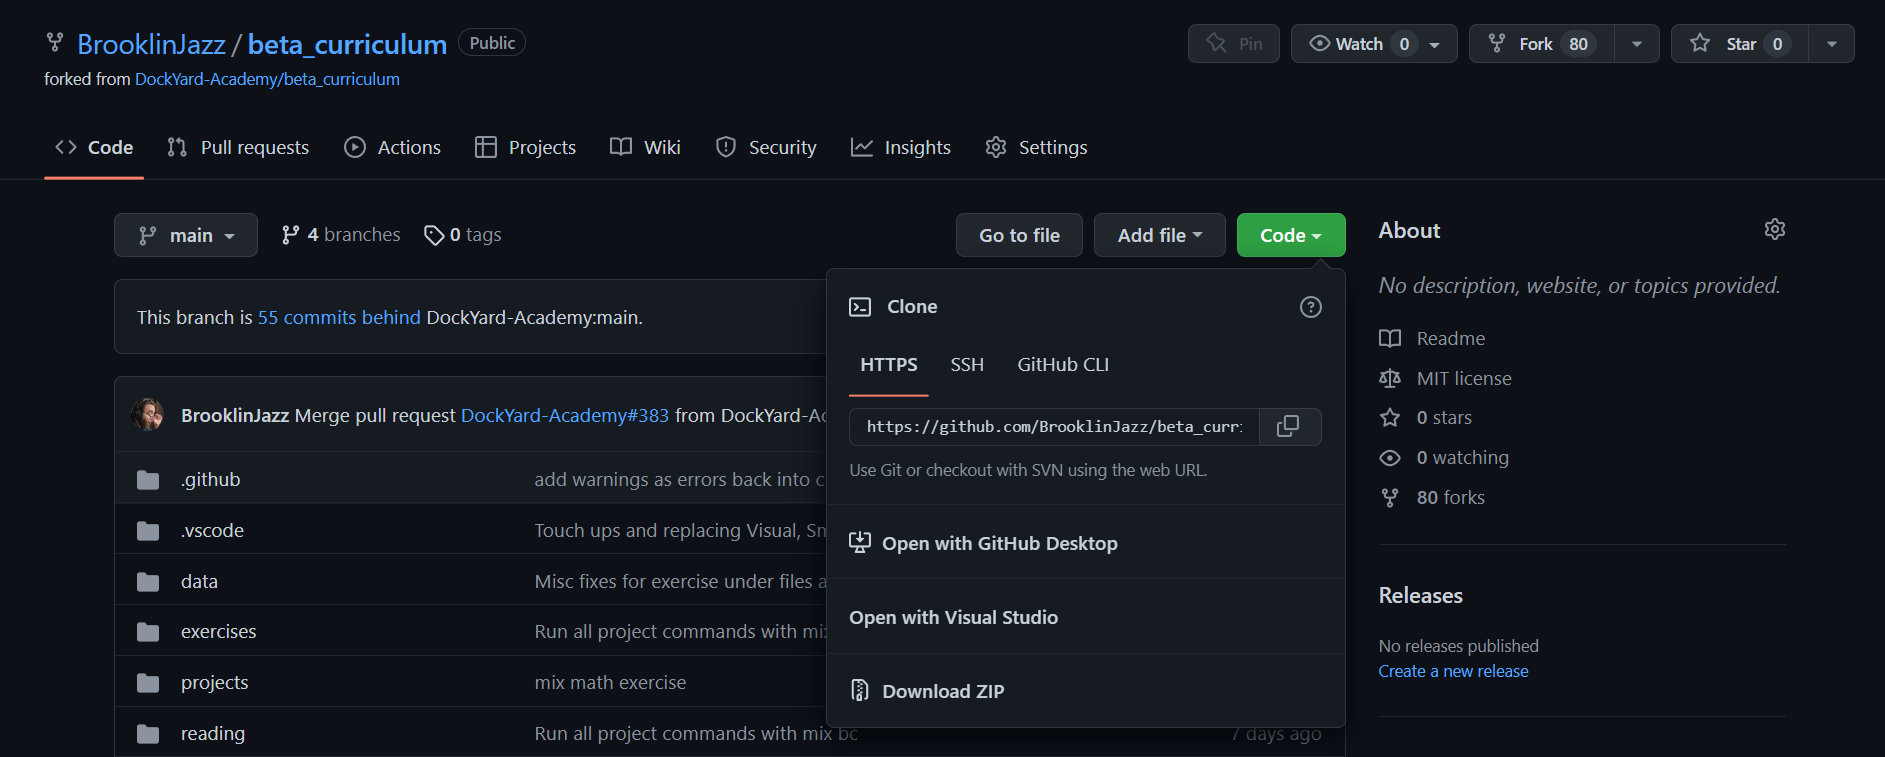 BrooklinJazz / beta_curriculum Public
Pin Watch 0 Fork 80 Star 0
forked from DockYard-Academy/beta_curriculum
Code Pull requests Actions Projects Wiki Security Insights Settings
main 4 branches 0 tags Go to file Add file Code
This branch is 55 commits behind DockYard-Academy:main.
BrooklinJazz Merge pull request DockYard-Academy#383 from
.github add warnings as errors back into
.vscode Touch ups and replacing Visual,
data Misc fixes for exercise under files
exercises Run all project commands with
projects mix math exercise
reading Run all project commands with mix bc 7 days ago
Clone
HTTPS SSH GitHub CLI
https://github.com/BrooklinJazz/beta_curr
Use Git or checkout with SVN using the web URL.
Open with GitHub Desktop
Open with Visual Studio
Download ZIP
About
No description, website, or topics provided.
Readme
MIT license
0 stars
0 watching
80 forks
Releases
No releases published
Create a new release